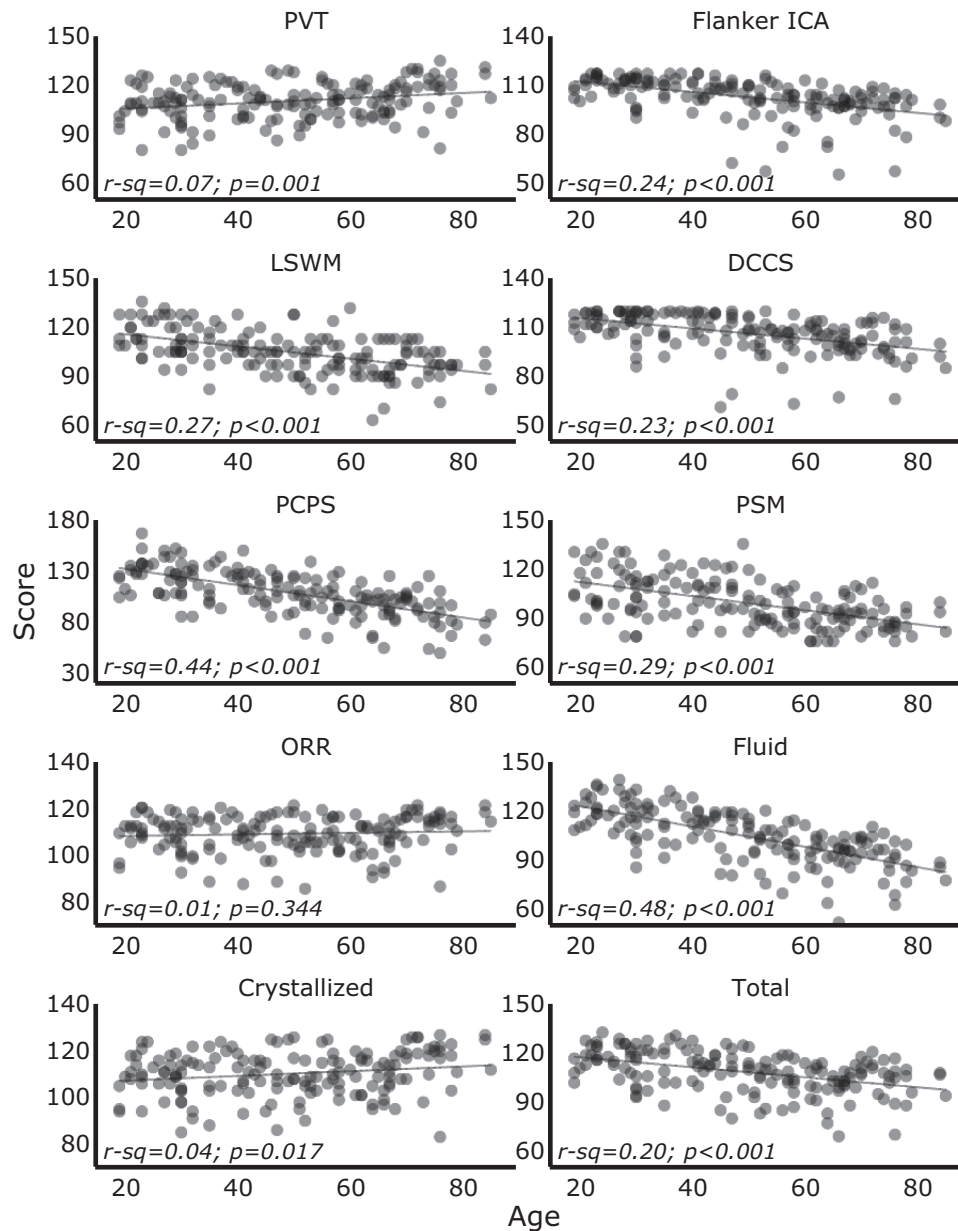 PVT
150
120
90
60
r-sq=0.07; p=0.001
20 40 60 80
Flanker ICA
140
110
80
50
r-sq=0.24; p<0.001
20 40 60 80
LSWM
150
120
90
60
r-sq=0.27; p<0.001
20 40 60 80
DCCS
140
110
80
50
r-sq=0.23; p<0.001
20 40 60 80
Score
PCPS
180
130
80
30
r-sq=0.44; p<0.001
20 40 60 80
PSM
150
120
90
60
r-sq=0.29; p<0.001
20 40 60 80
ORR
140
120
100
80
r-sq=0.01; p=0.344
20 40 60 80
Fluid
150
120
90
60
r-sq=0.48; p<0.001
20 40 60 80
Crystallized
140
120
100
80
r-sq=0.04; p=0.017
20 40 60 80
Total
150
120
90
60
r-sq=0.20; p<0.001
20 40 60 80
Age